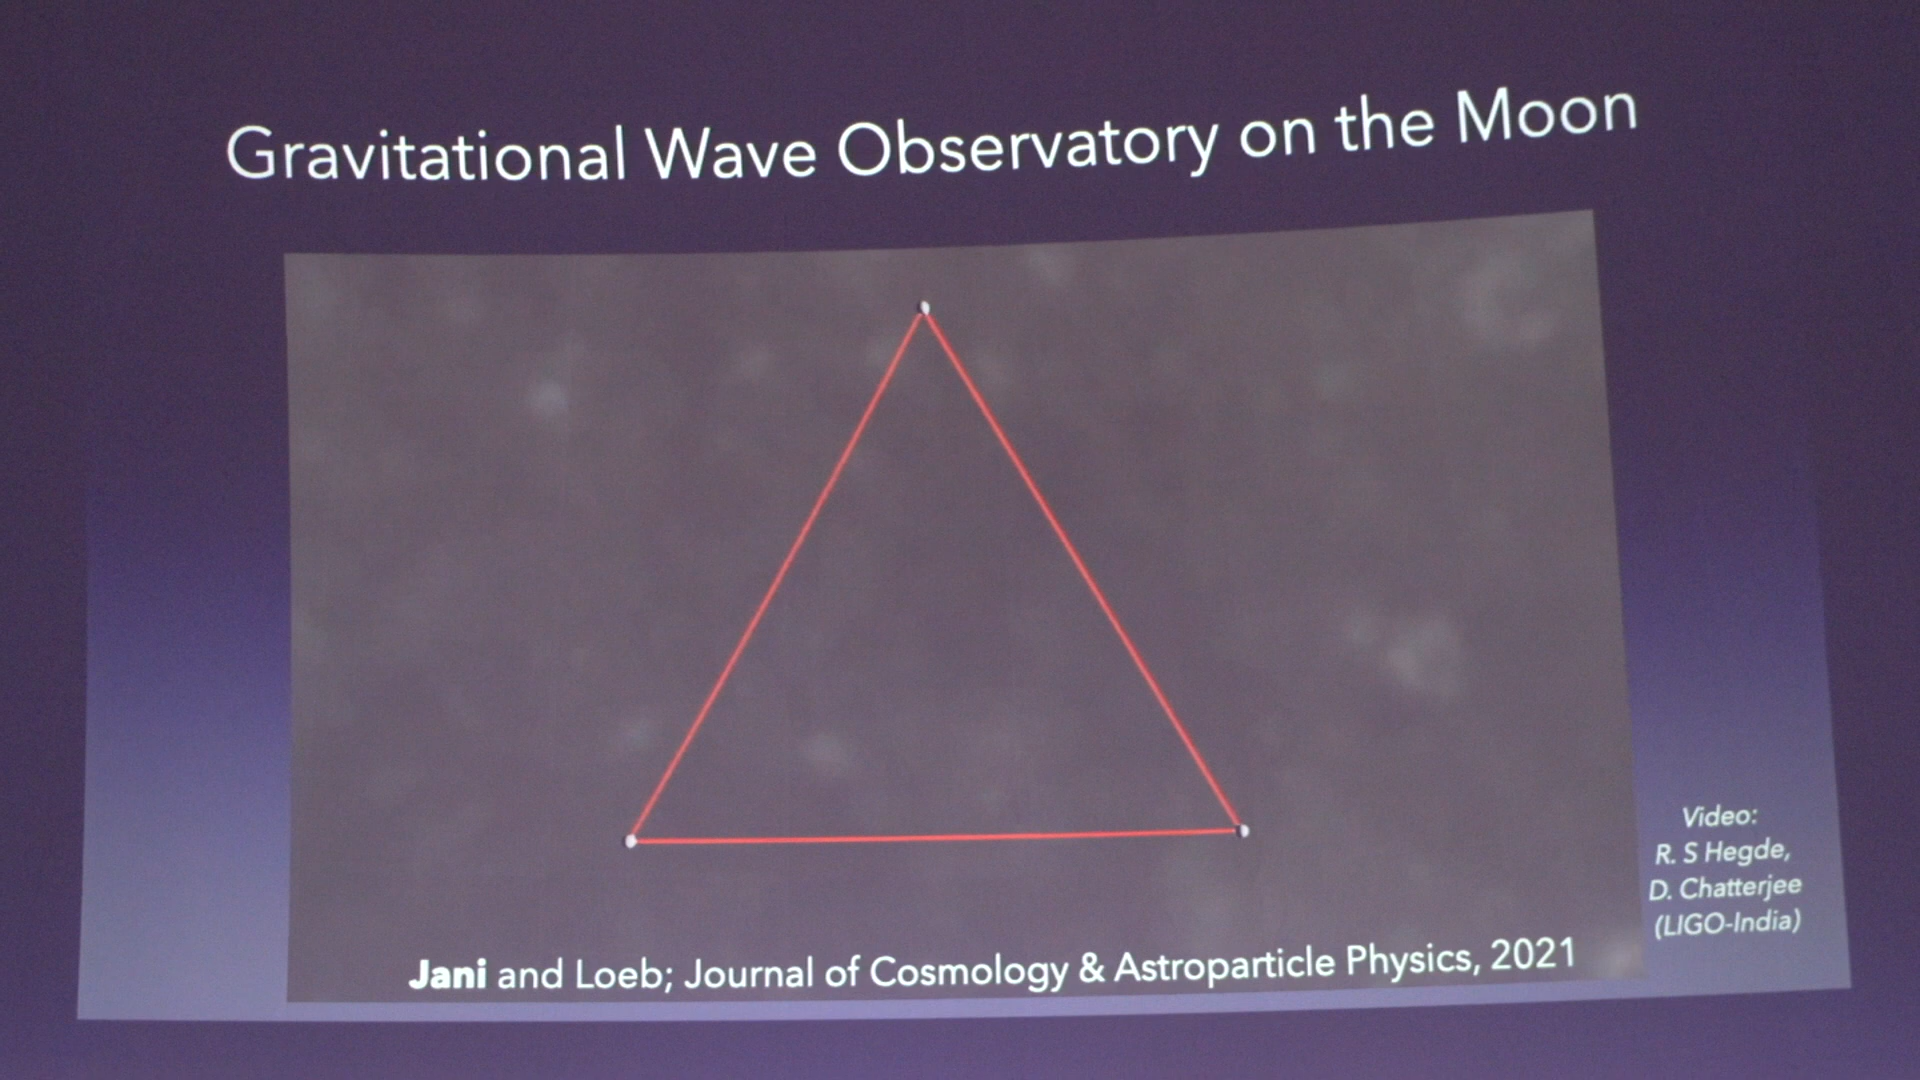 Gravitational Wave Observatory on the Moon
Video:
R. S Hegde,
D. Chatterjee
(LIGO-India)
Jani and Loeb; Journal of Cosmology & Astroparticle Physics, 2021